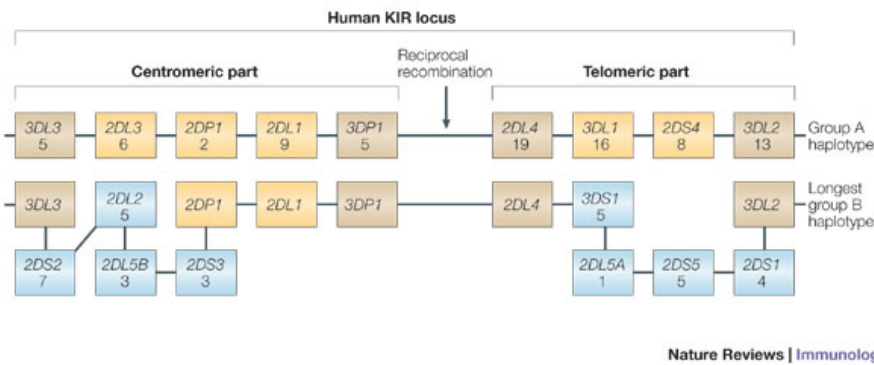 Human KIR locus
Reciprocal
recombination
Centromeric part
Telomeric part
3DL3 2DL3 2DP1 2DL1 3DP1 2DL4 3DL1 2DS4 3DL2
5 6 2 9 5 19 16 8 13
Group A
haplotype
3DL3 2DL2 2DP1 2DL1 3DP1 2DL4 3DS1 3DL2
5 5
Longest
group B
haplotype
2DS2 2DL5B 2DS3 2DL5A 2DS5 2DS1
7 3 3 1 5 4
Nature Reviews | Immunolog